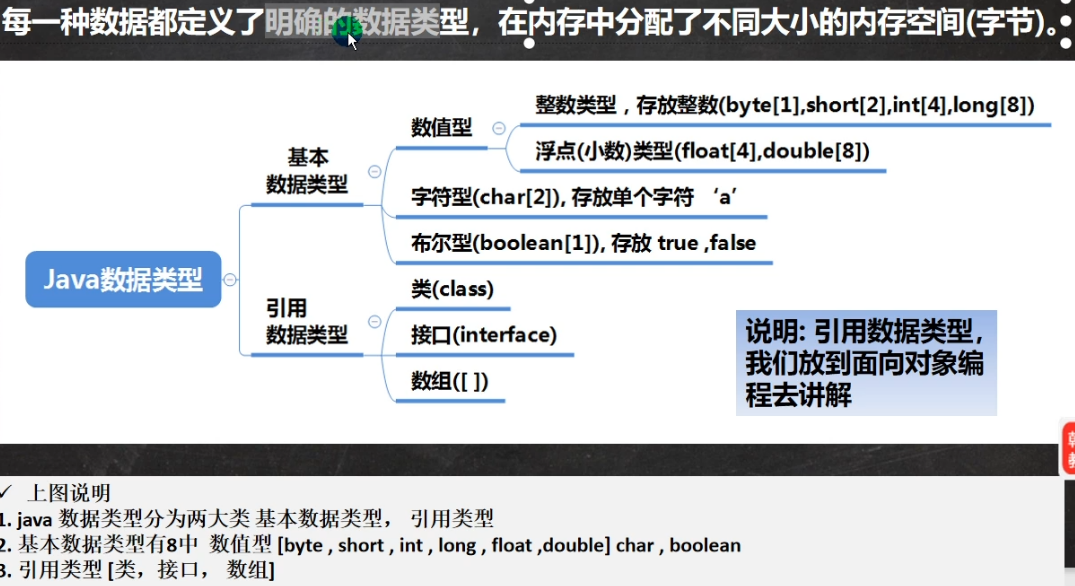 每一种数据都定义了明确的数据类型，在内存中分配了不同大小的内存空间(字节)。
整数类型，存放整数(byte[1],short[2],int[4],long[8])
数值型
浮点(小数)类型(float[4],double[8])
基本
数据类型
字符型(char[2]), 存放单个字符 ‘a’
布尔型(boolean[1]), 存放 true ,false
Java数据类型
类(class)
引用
数据类型
接口(interface)
数组([ ])
说明: 引用数据类型，
我们放到面向对象编
程去讲解
✓ 上图说明
1. java 数据类型分为两大类 基本数据类型， 引用类型
2. 基本数据类型有8中 数值型 [byte , short , int , long , float ,double] char , boolean
3. 引用类型 [类，接口， 数组]